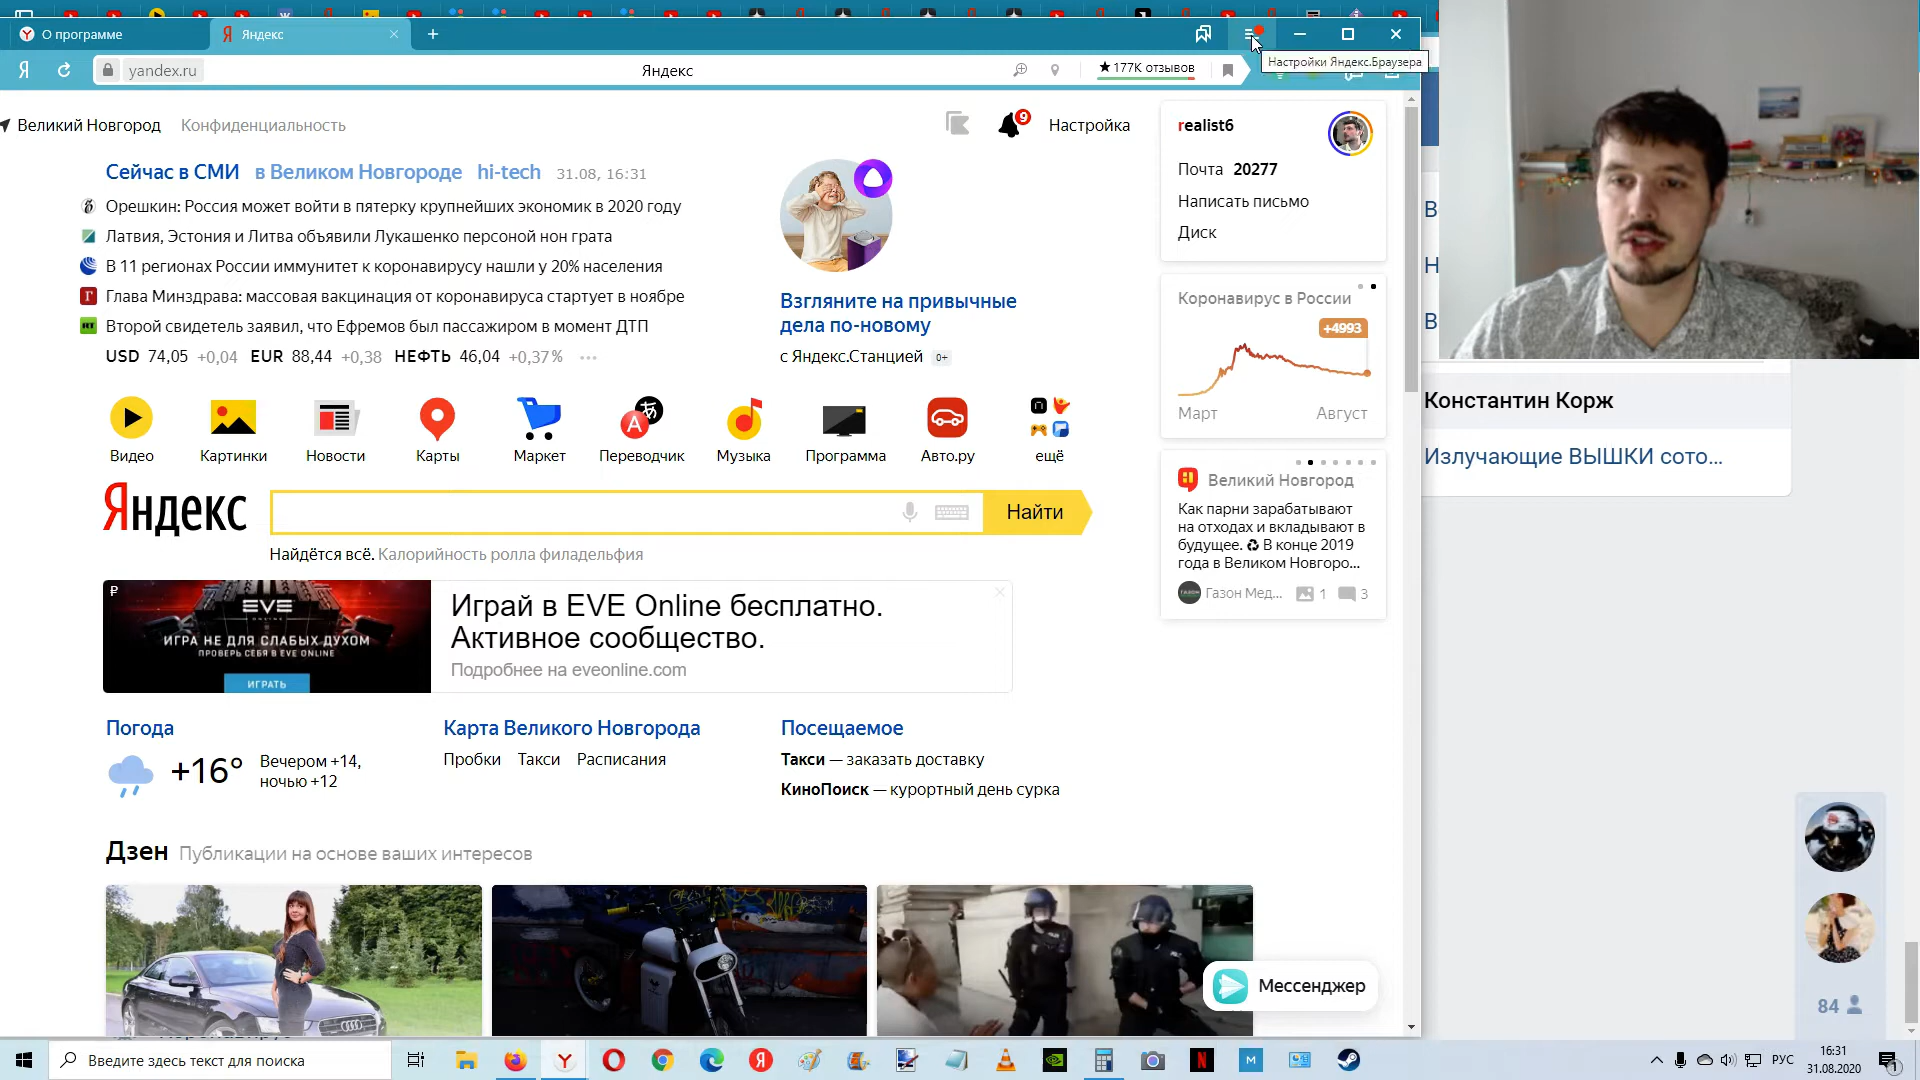 О программе
Яндекс
Настройки Яндекс.Браузера
yandex.ru
Яндекс
★ 177К отзывов
Великий Новгород
Конфиденциальность
9
Настройка
Сейчас в СМИ в Великом Новгороде hi-tech 31.08, 16:31
Орешкин: Россия может войти в пятерку крупнейших экономик в 2020 году
Латвия, Эстония и Литва объявили Лукашенко персоной нон грата
В 11 регионах России иммунитет к коронавирусу нашли у 20% населения
Глава Минздрава: массовая вакцинация от коронавируса стартует в ноябре
Второй свидетель заявил, что Ефремов был пассажиром в момент ДТП
USD 74,05 +0,04 EUR 88,44 +0,38 НЕФТЬ 46,04 +0,37% •••
Взгляните на привычные
дела по-новому
с Яндекс.Станцией 0+
realist6
Почта 20277
Написать письмо
Диск
Коронавирус в России
+4993
Март
Август
Видео
Картинки
Новости
Карты
Маркет
Переводчик
Музыка
Программа
Авто.ру
ещё
Яндекс
Найти
Найдётся всё. Калорийность ролла филадельфия
Великий Новгород
Как парни зарабатывают
на отходах и вкладывают в
будущее. ♻ В конце 2019
года в Великом Новгоро...
Газон Мед...
1
3
₽
EVE
ONLINE
ИГРА НЕ ДЛЯ СЛАБЫХ ДУХОМ
ПРОВЕРЬ СЕБЯ В EVE ONLINE
ИГРАТЬ
Играй в EVE Online бесплатно.
Активное сообщество.
Подробнее на eveonline.com
Погода
+16°
Вечером +14,
ночью +12
Карта Великого Новгорода
Пробки Такси Расписания
Посещаемое
Такси — заказать доставку
КиноПоиск — курортный день сурка
Дзен Публикации на основе ваших интересов
Мессенджер
В
Н
В
Константин Корж
Излучающие ВЫШКИ сото...
84
Введите здесь текст для поиска
РУС
16:31
31.08.2020
1